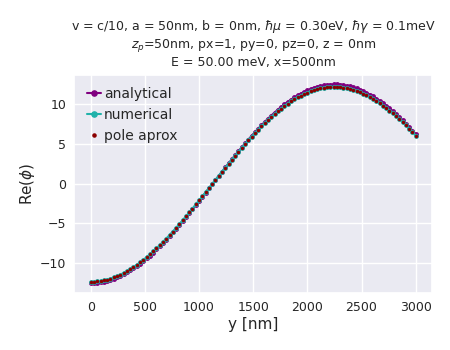 v = c/10, a = 50nm, b = 0nm, ℏμ = 0.30eV, ℏγ = 0.1meV
zₚ=50nm, px=1, py=0, pz=0, z = 0nm
E = 50.00 meV, x=500nm
analytical
numerical
pole aprox
Re(ϕ)
10
5
0
−5
−10
0 500 1000 1500 2000 2500 3000
y [nm]